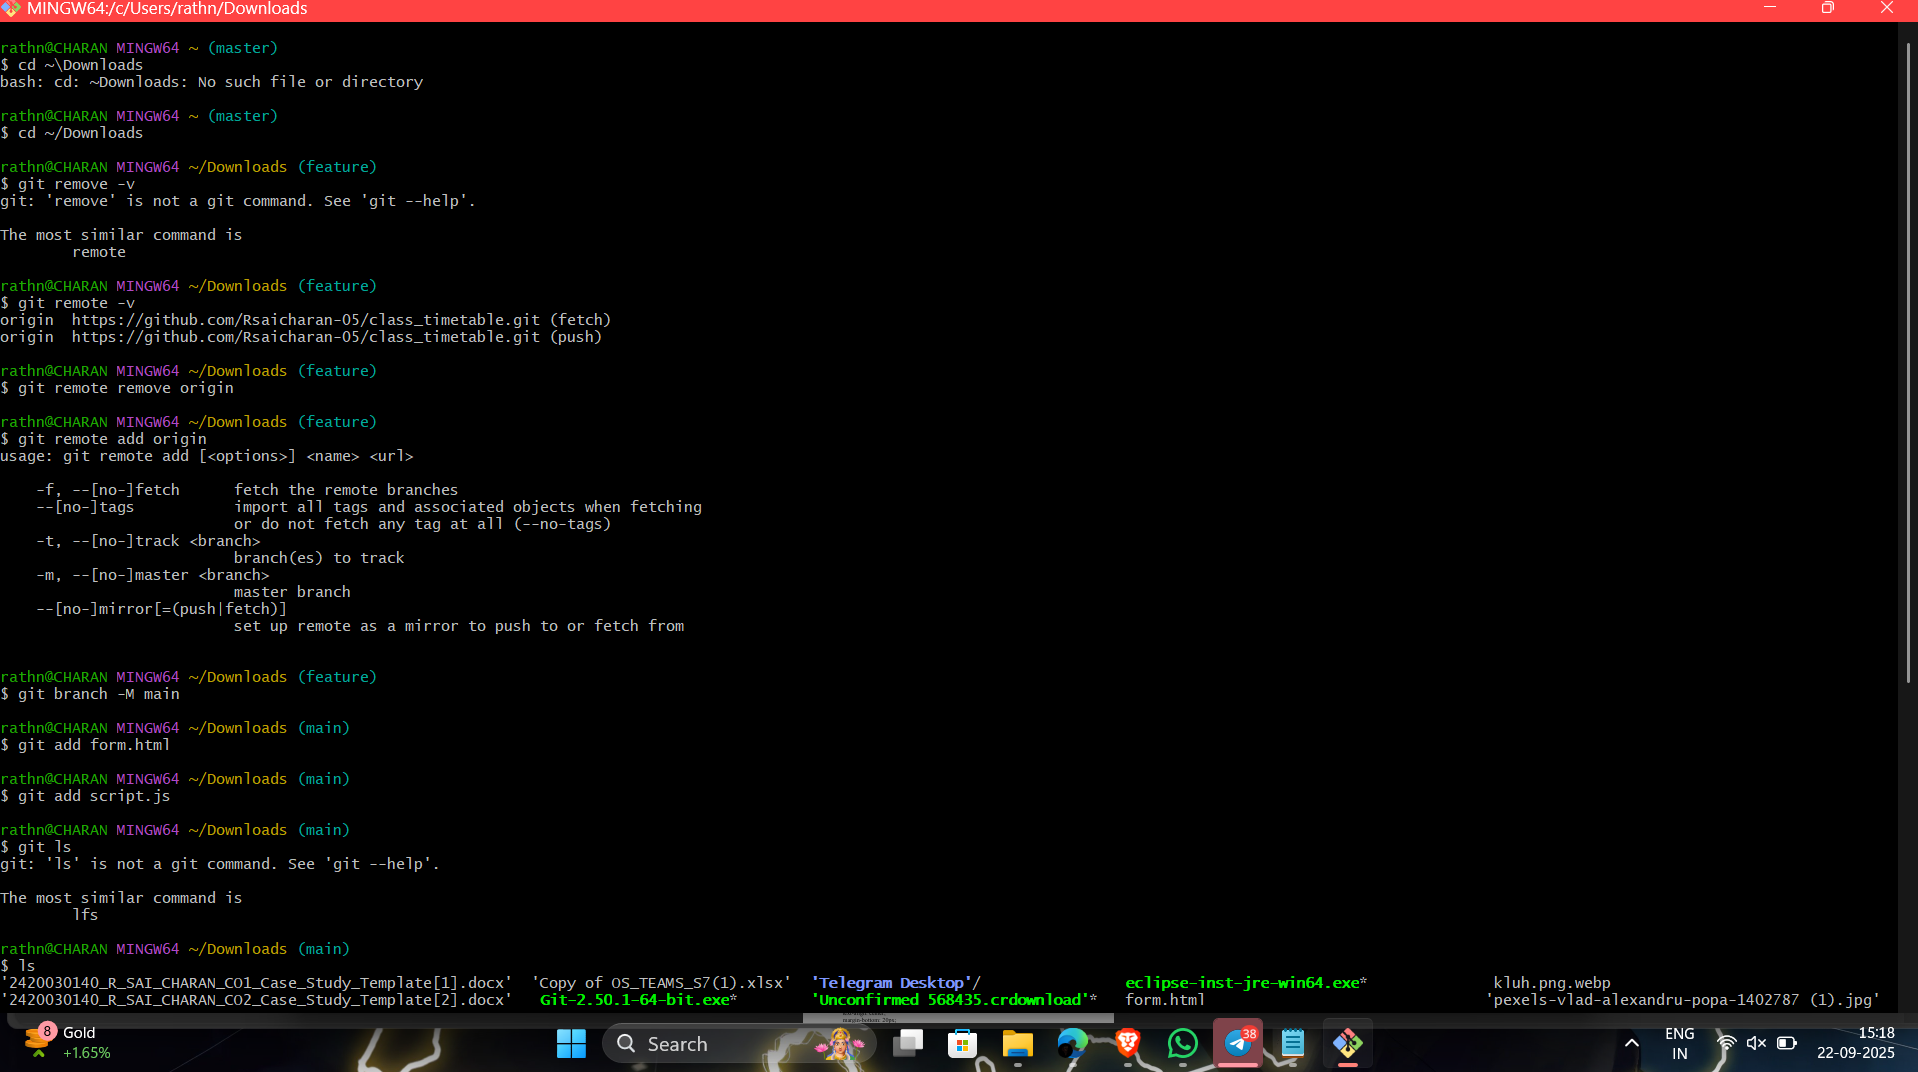 MINGW64:/c/Users/rathn/Downloads
rathn@CHARAN MINGW64 ~ (master)
$ cd ~\Downloads
bash: cd: ~Downloads: No such file or directory
rathn@CHARAN MINGW64 ~ (master)
$ cd ~/Downloads
rathn@CHARAN MINGW64 ~/Downloads (feature)
$ git remove -v
git: 'remove' is not a git command. See 'git --help'.
The most similar command is
remote
rathn@CHARAN MINGW64 ~/Downloads (feature)
$ git remote -v
origin  https://github.com/Rsaicharan-05/class_timetable.git (fetch)
origin  https://github.com/Rsaicharan-05/class_timetable.git (push)
rathn@CHARAN MINGW64 ~/Downloads (feature)
$ git remote remove origin
rathn@CHARAN MINGW64 ~/Downloads (feature)
$ git remote add origin
usage: git remote add [<options>] <name> <url>
-f, --[no-]fetch      fetch the remote branches
--[no-]tags           import all tags and associated objects when fetching
or do not fetch any tag at all (--no-tags)
-t, --[no-]track <branch>
branch(es) to track
-m, --[no-]master <branch>
master branch
--[no-]mirror[=(push|fetch)]
set up remote as a mirror to push to or fetch from
rathn@CHARAN MINGW64 ~/Downloads (feature)
$ git branch -M main
rathn@CHARAN MINGW64 ~/Downloads (main)
$ git add form.html
rathn@CHARAN MINGW64 ~/Downloads (main)
$ git add script.js
rathn@CHARAN MINGW64 ~/Downloads (main)
$ git ls
git: 'ls' is not a git command. See 'git --help'.
The most similar command is
lfs
rathn@CHARAN MINGW64 ~/Downloads (main)
$ ls
'2420030140_R_SAI_CHARAN_CO1_Case_Study_Template[1].docx'  'Copy of OS_TEAMS_S7(1).xlsx'  'Telegram Desktop'/  eclipse-inst-jre-win64.exe*  kluh.png.webp
'2420030140_R_SAI_CHARAN_CO2_Case_Study_Template[2].docx'  Git-2.50.1-64-bit.exe*  'Unconfirmed 568435.crdownload'*  form.html  'pexels-vlad-alexandru-popa-1402787 (1).jpg'
margin-bottom: 20px;
8 Gold
+1.65%
Search
38
ENG
IN
15:18
22-09-2025